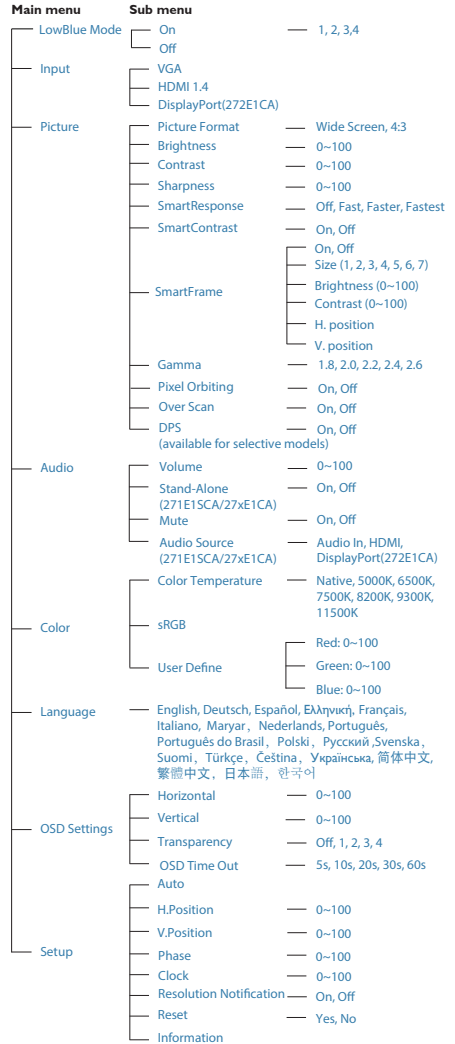 Main menu Sub menu
LowBlue Mode On 1, 2, 3,4
Off
Input VGA
HDMI 1.4
DisplayPort(272E1CA)
Picture Picture Format Wide Screen, 4:3
Brightness 0~100
Contrast 0~100
Sharpness 0~100
SmartResponse Off, Fast, Faster, Fastest
SmartContrast On, Off
SmartFrame On, Off
Size (1, 2, 3, 4, 5, 6, 7)
Brightness (0~100)
Contrast (0~100)
H. position
V. position
Gamma 1.8, 2.0, 2.2, 2.4, 2.6
Pixel Orbiting On, Off
Over Scan On, Off
DPS On, Off
(available for selective models)
Audio Volume 0~100
Stand-Alone On, Off
(271E1SCA/27xE1CA)
Mute On, Off
Audio Source Audio In, HDMI,
(271E1SCA/27xE1CA) DisplayPort(272E1CA)
Color Color Temperature Native, 5000K, 6500K,
7500K, 8200K, 9300K,
11500K
sRGB
User Define Red: 0~100
Green: 0~100
Blue: 0~100
Language English, Deutsch, Español, Ελληνική, Français,
Italiano, Maryar, Nederlands, Português,
Português do Brasil, Polski, Русский ,Svenska,
Suomi, Türkçe, Čeština, Українська, 简体中文,
繁體中文, 日本語, 한국어
OSD Settings Horizontal 0~100
Vertical 0~100
Transparency Off, 1, 2, 3, 4
OSD Time Out 5s, 10s, 20s, 30s, 60s
Setup Auto
H.Position 0~100
V.Position 0~100
Phase 0~100
Clock 0~100
Resolution Notification On, Off
Reset Yes, No
Information